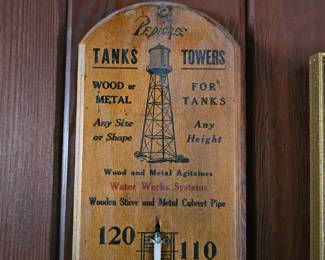 Pedigree
TANKS TOWERS
WOOD or FOR
METAL TANKS
Any Size Any
or Shape Height
Wood and Metal Agitators
Water Works Systems
Wooden Stave and Metal Culvert Pipe
120 110